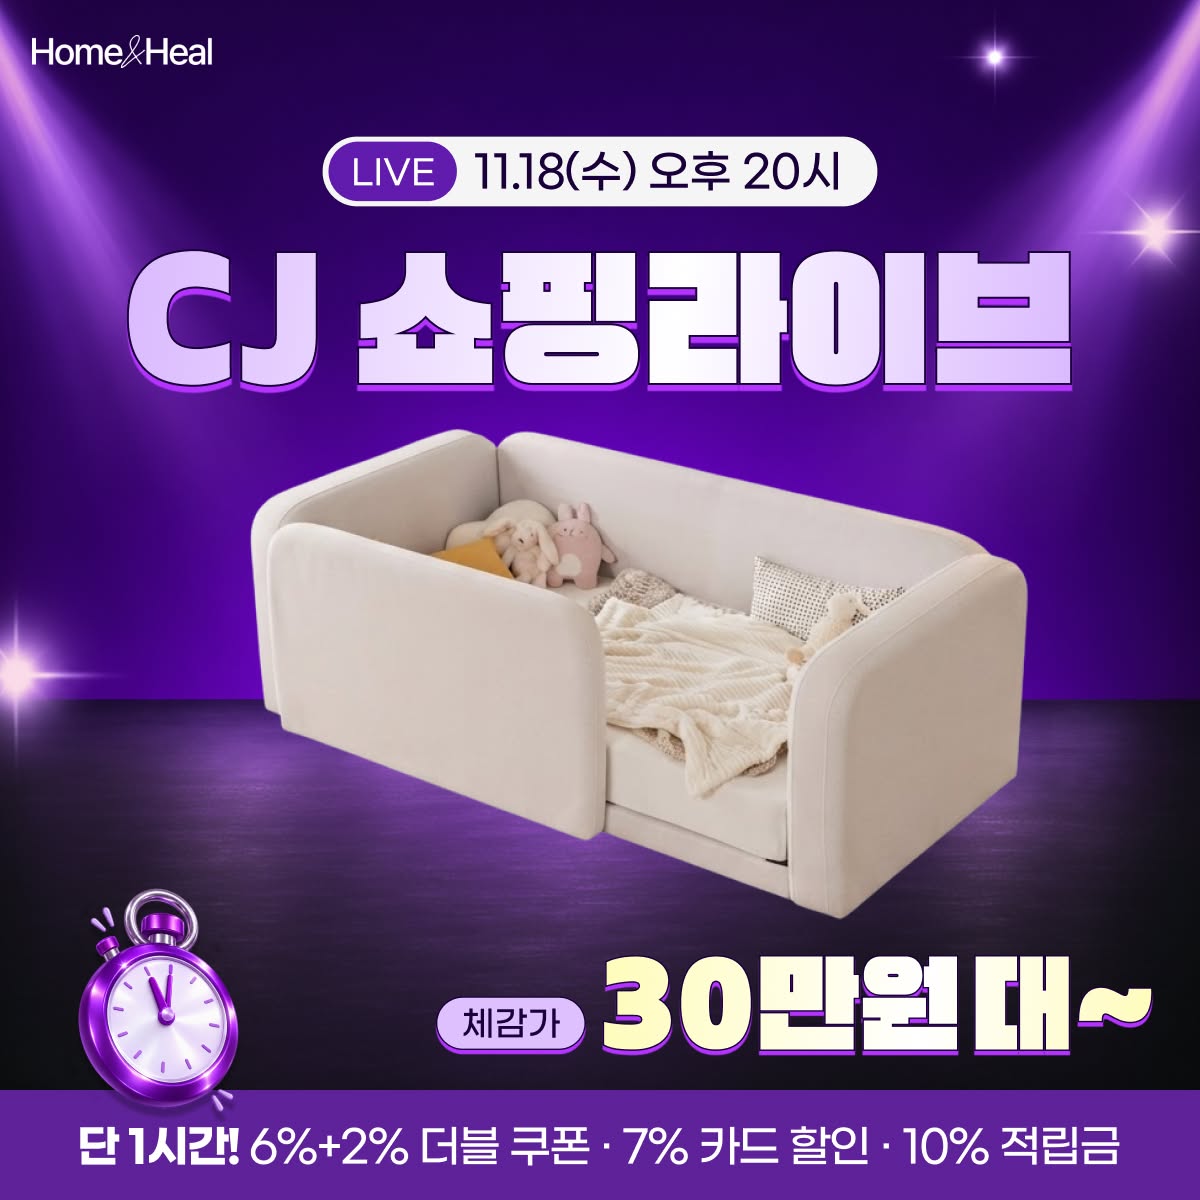 Home&Heal
LIVE 11.18(수) 오후 20시
CJ 쇼핑라이브
체감가 30만원대~
단 1시간! 6%+2% 더블 쿠폰 · 7% 카드 할인 · 10% 적립금